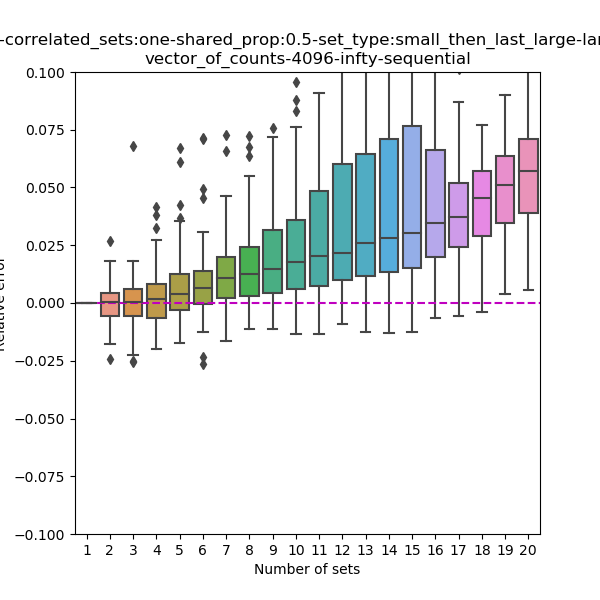 -correlated_sets:one-shared_prop:0.5-set_type:small_then_last_large-
vector_of_counts-4096-infty-sequential
0.100
0.075
0.050
0.025
0.000
−0.025
−0.050
−0.075
−0.100
Relative error
1 2 3 4 5 6 7 8 9 10 11 12 13 14 15 16 17 18 19 20
Number of sets